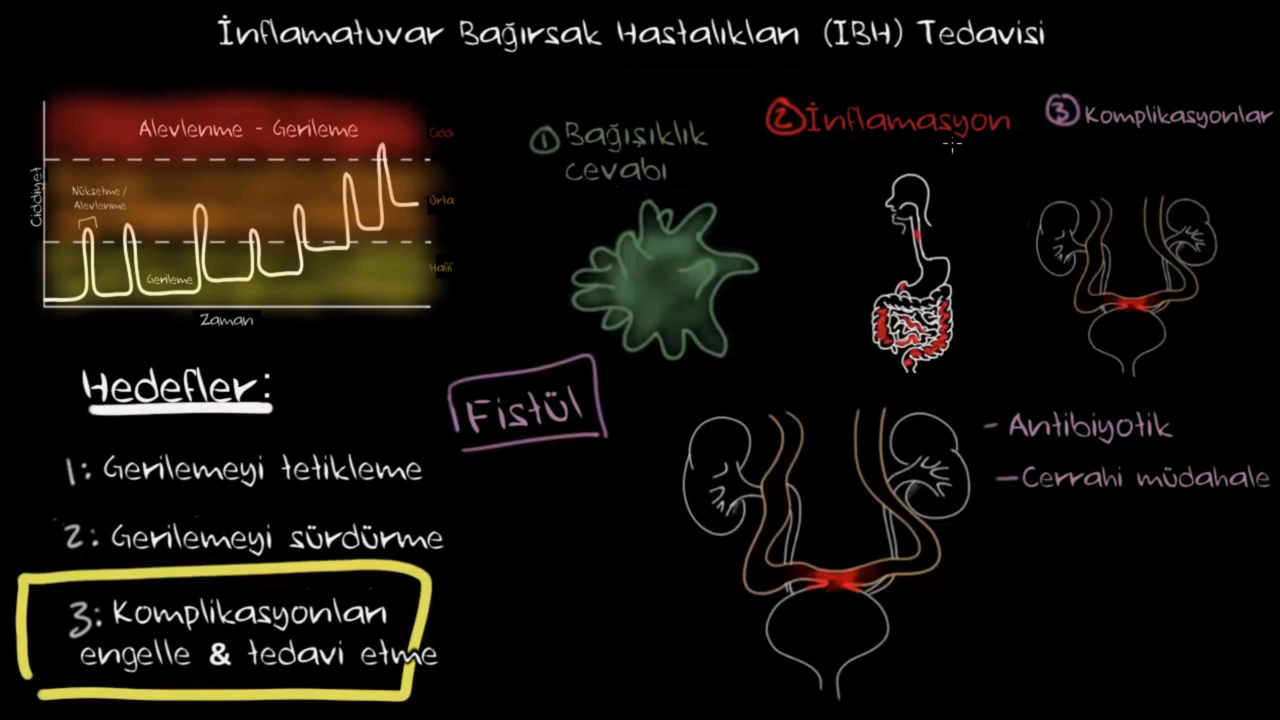 İnflamatuvar Bağırsak Hastalıkları (İBH) Tedavisi
Alevlenme - Gerileme
Ciddi
Ciddiyet
Nüksetme/
Alevlenme
Orta
Gerileme
Hafif
Zaman
① Bağışıklık
cevabı
② İnflamasyon
③ Komplikasyonlar
Hedefler:
1: Gerilemeyi tetikleme
2: Gerilemeyi sürdürme
3: Komplikasyonları
engelle & tedavi etme
Fistül
- Antibiyotik
- Cerrahi müdahale